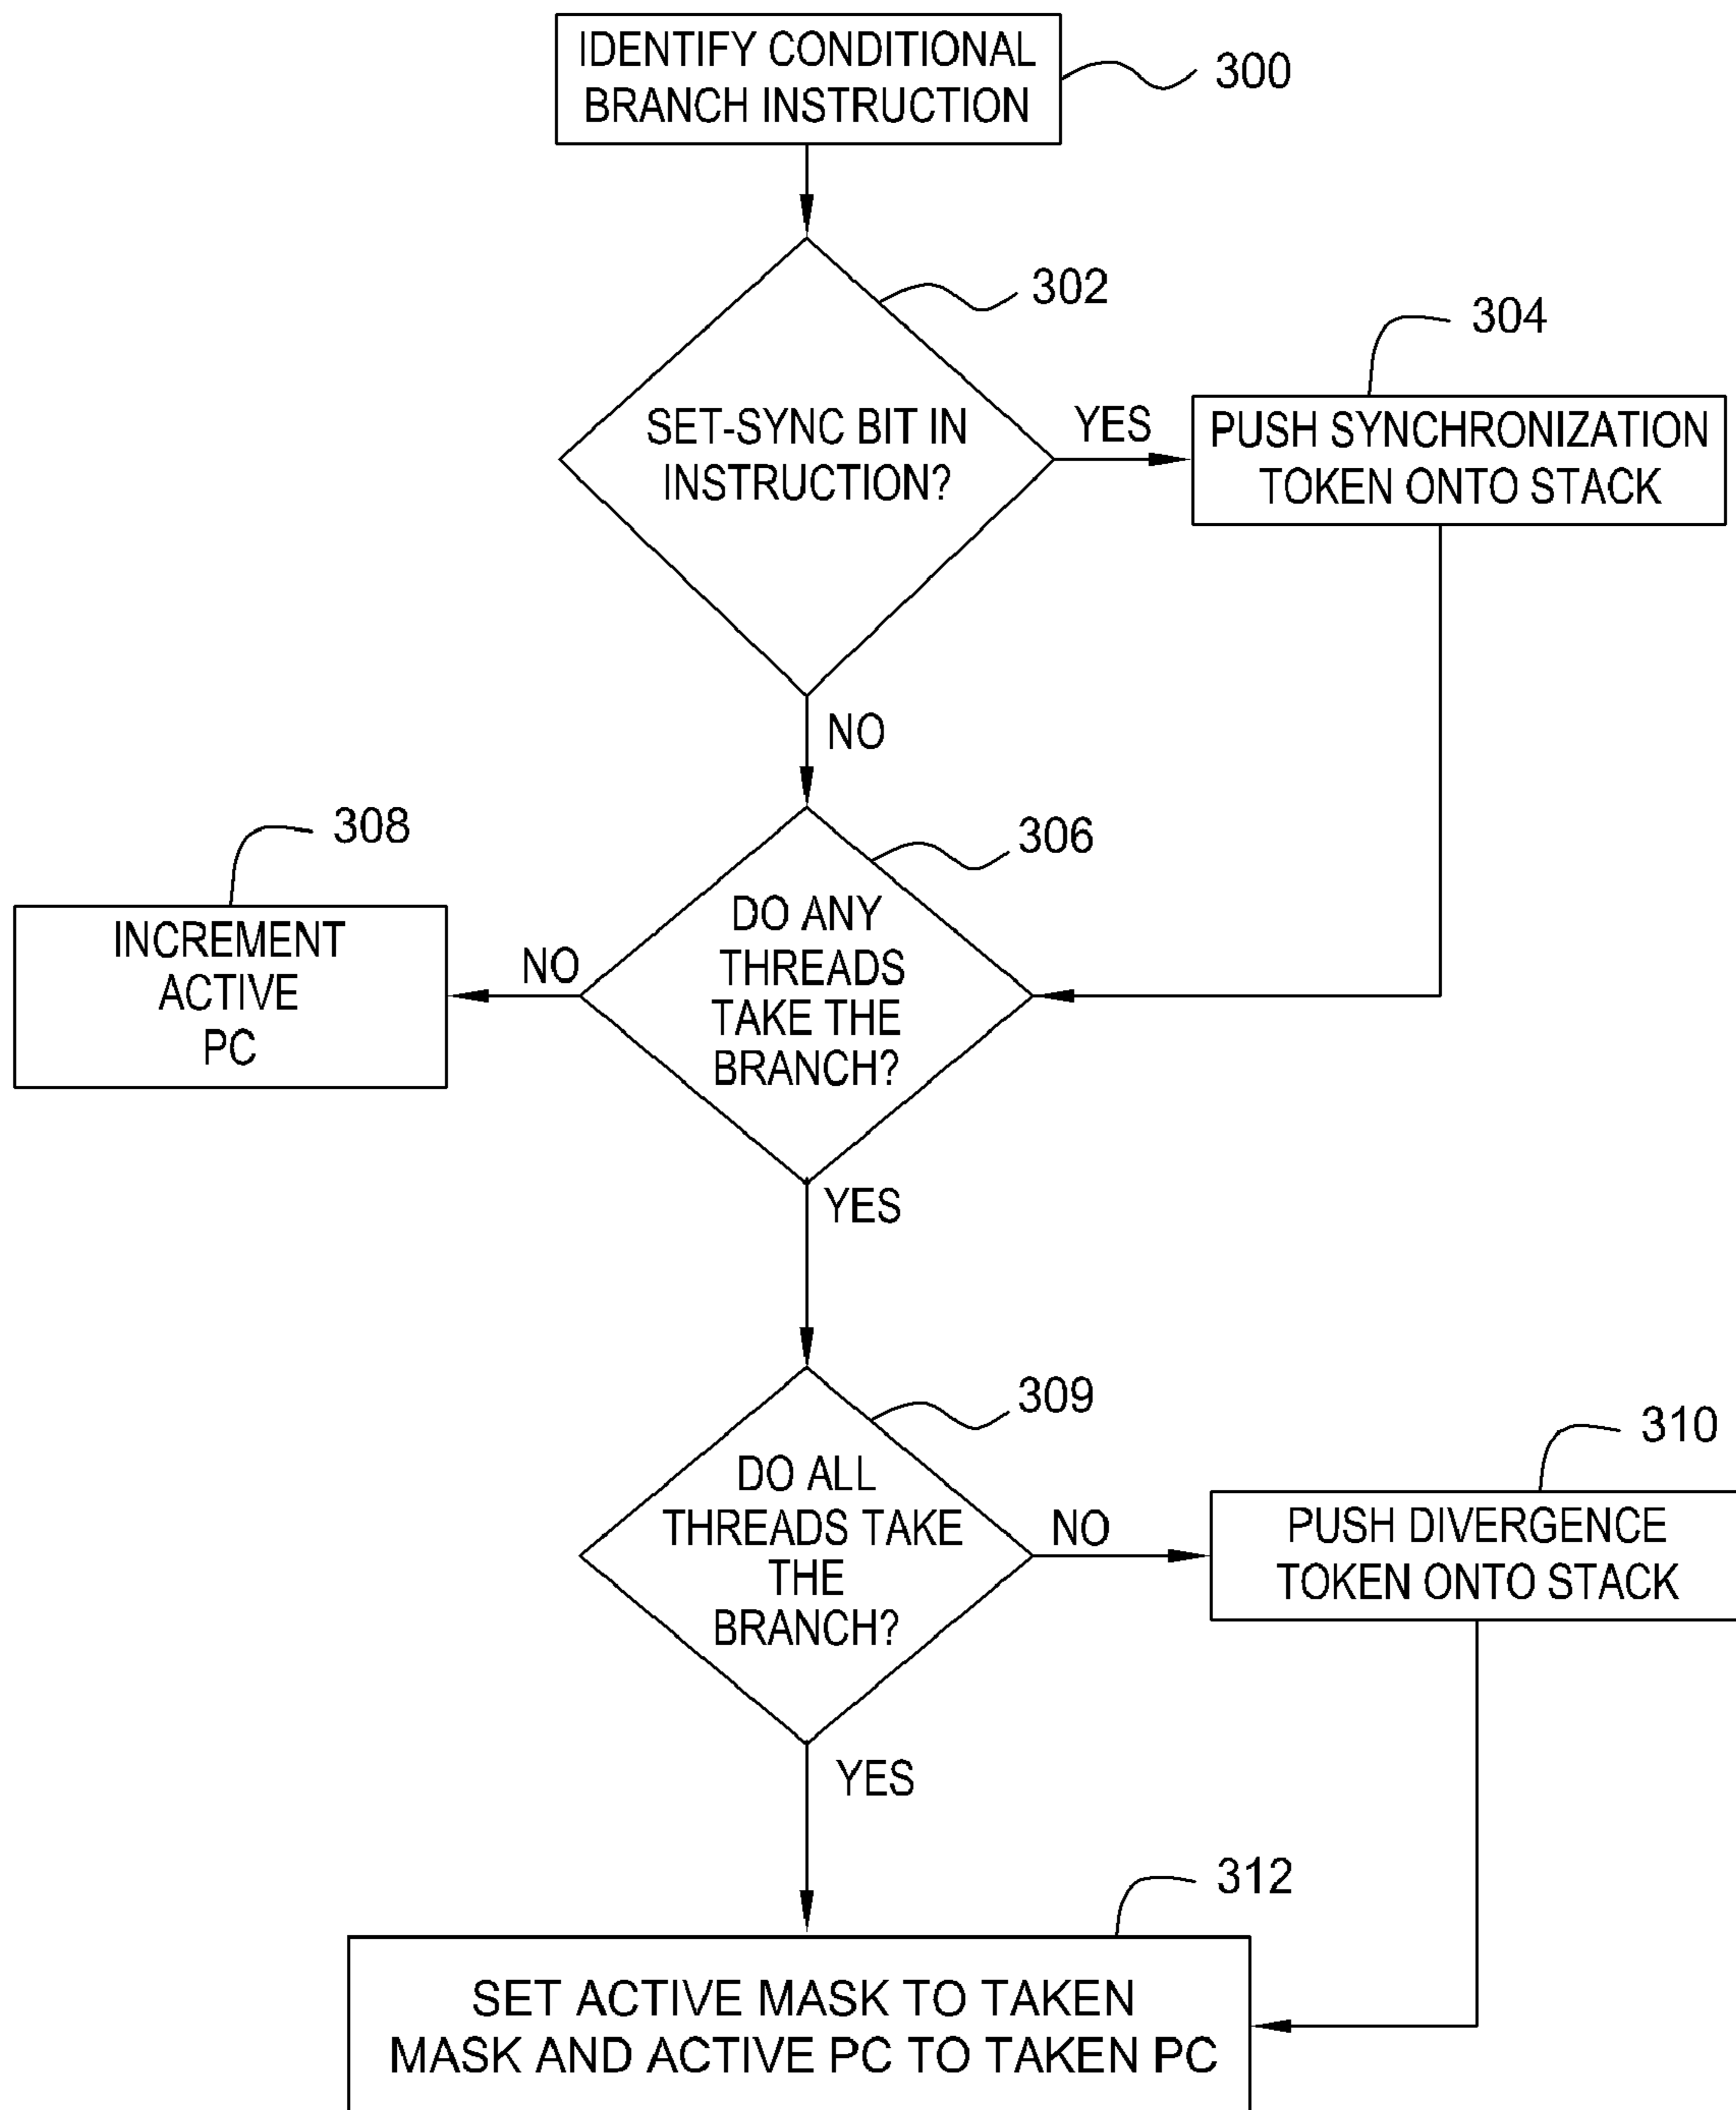 IDENTIFY CONDITIONAL
BRANCH INSTRUCTION
300
302
SET-SYNC BIT IN
INSTRUCTION?
YES
304
PUSH SYNCHRONIZATION
TOKEN ONTO STACK
NO
306
DO ANY
THREADS
TAKE THE
BRANCH?
NO
308
INCREMENT
ACTIVE
PC
YES
309
DO ALL
THREADS TAKE
THE
BRANCH?
NO
310
PUSH DIVERGENCE
TOKEN ONTO STACK
YES
312
SET ACTIVE MASK TO TAKEN
MASK AND ACTIVE PC TO TAKEN PC